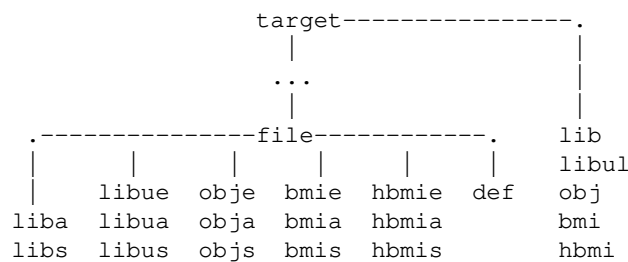 target----------------.
|                   |
...                   |
|                   |
.---------------file------------.    lib
|      |      |     |     |     |    libul
|    libue  obje  bmie  hbmie  def   obj
liba  libua  obja  bmia  hbmia        bmi
libs  libus  objs  bmis  hbmis        hbmi